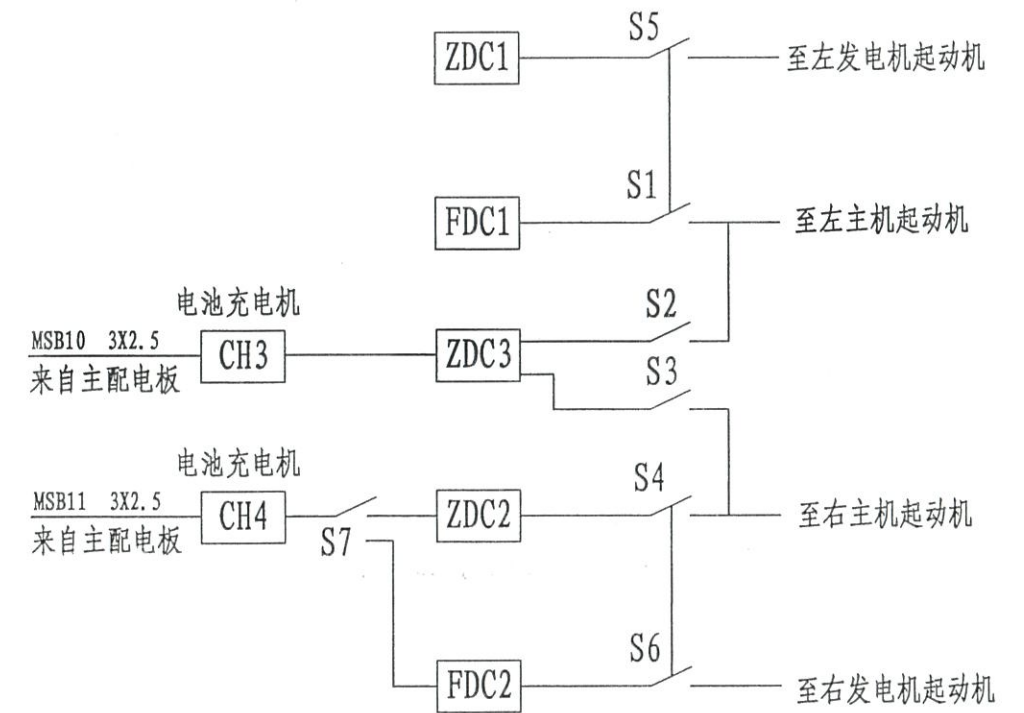 S5
ZDC1
至左发电机起动机
S1
FDC1
至左主机起动机
电池充电机
S2
MSB10 3X2.5
CH3
ZDC3
来自主配电板
S3
电池充电机
S4
MSB11 3X2.5
CH4
ZDC2
至右主机起动机
来自主配电板
S7
S6
FDC2
至右发电机起动机